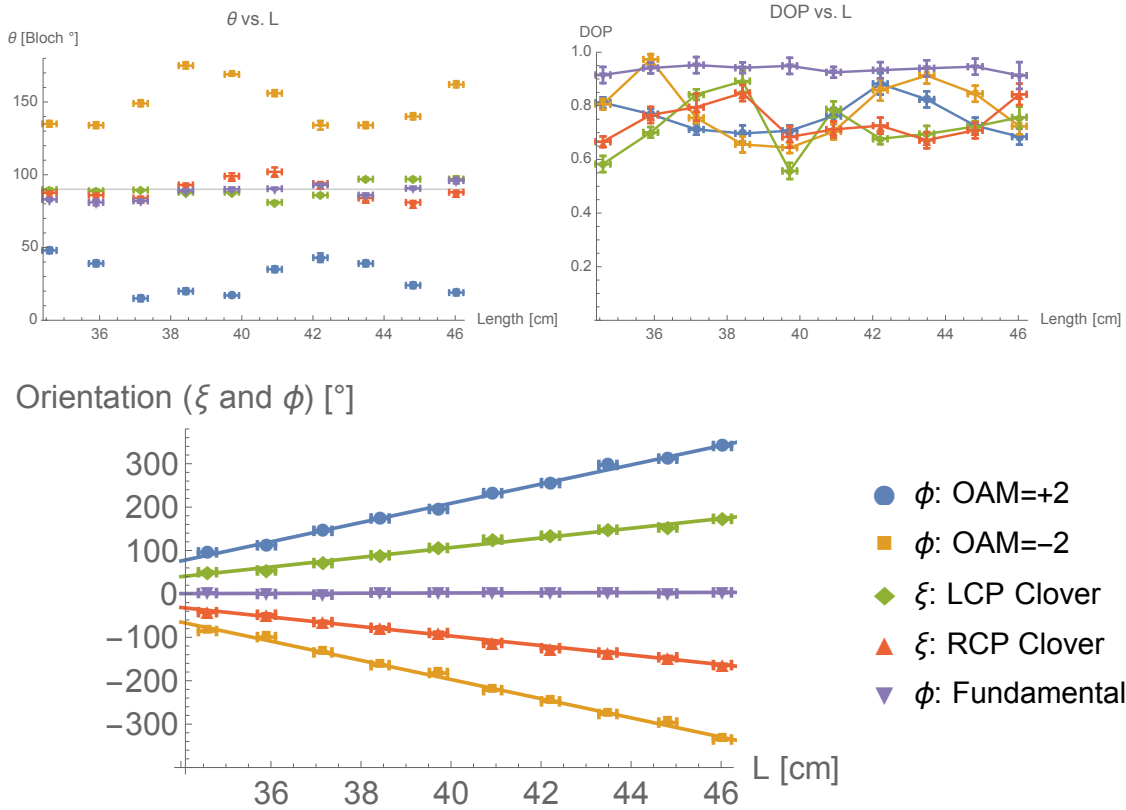 θ vs. L
θ [Bloch °]
150
100
50
0
36
38
40
42
44
46
Length [cm]
DOP vs. L
DOP
1.0
0.8
0.6
0.4
0.2
36
38
40
42
44
46
Length [cm]
Orientation (ξ and ϕ) [°]
300
200
100
0
−100
−200
−300
36
38
40
42
44
46
L [cm]
ϕ: OAM=+2
ϕ: OAM=−2
ξ: LCP Clover
ξ: RCP Clover
ϕ: Fundamental